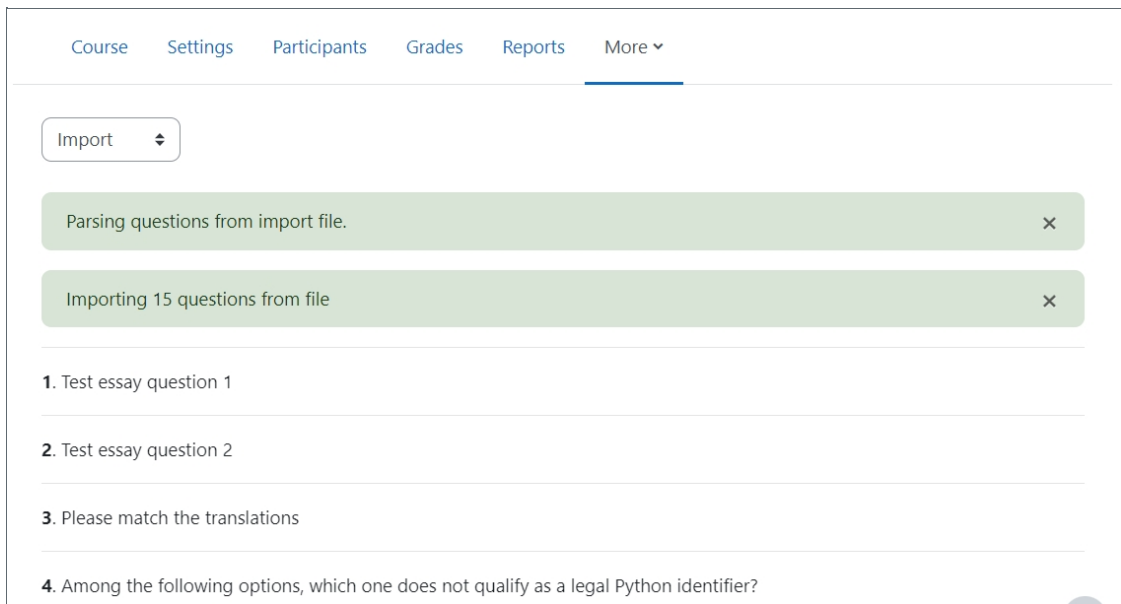 Course Settings Participants Grades Reports More
Import
Parsing questions from import file.
Importing 15 questions from file
1. Test essay question 1
2. Test essay question 2
3. Please match the translations
4. Among the following options, which one does not qualify as a legal Python identifier?